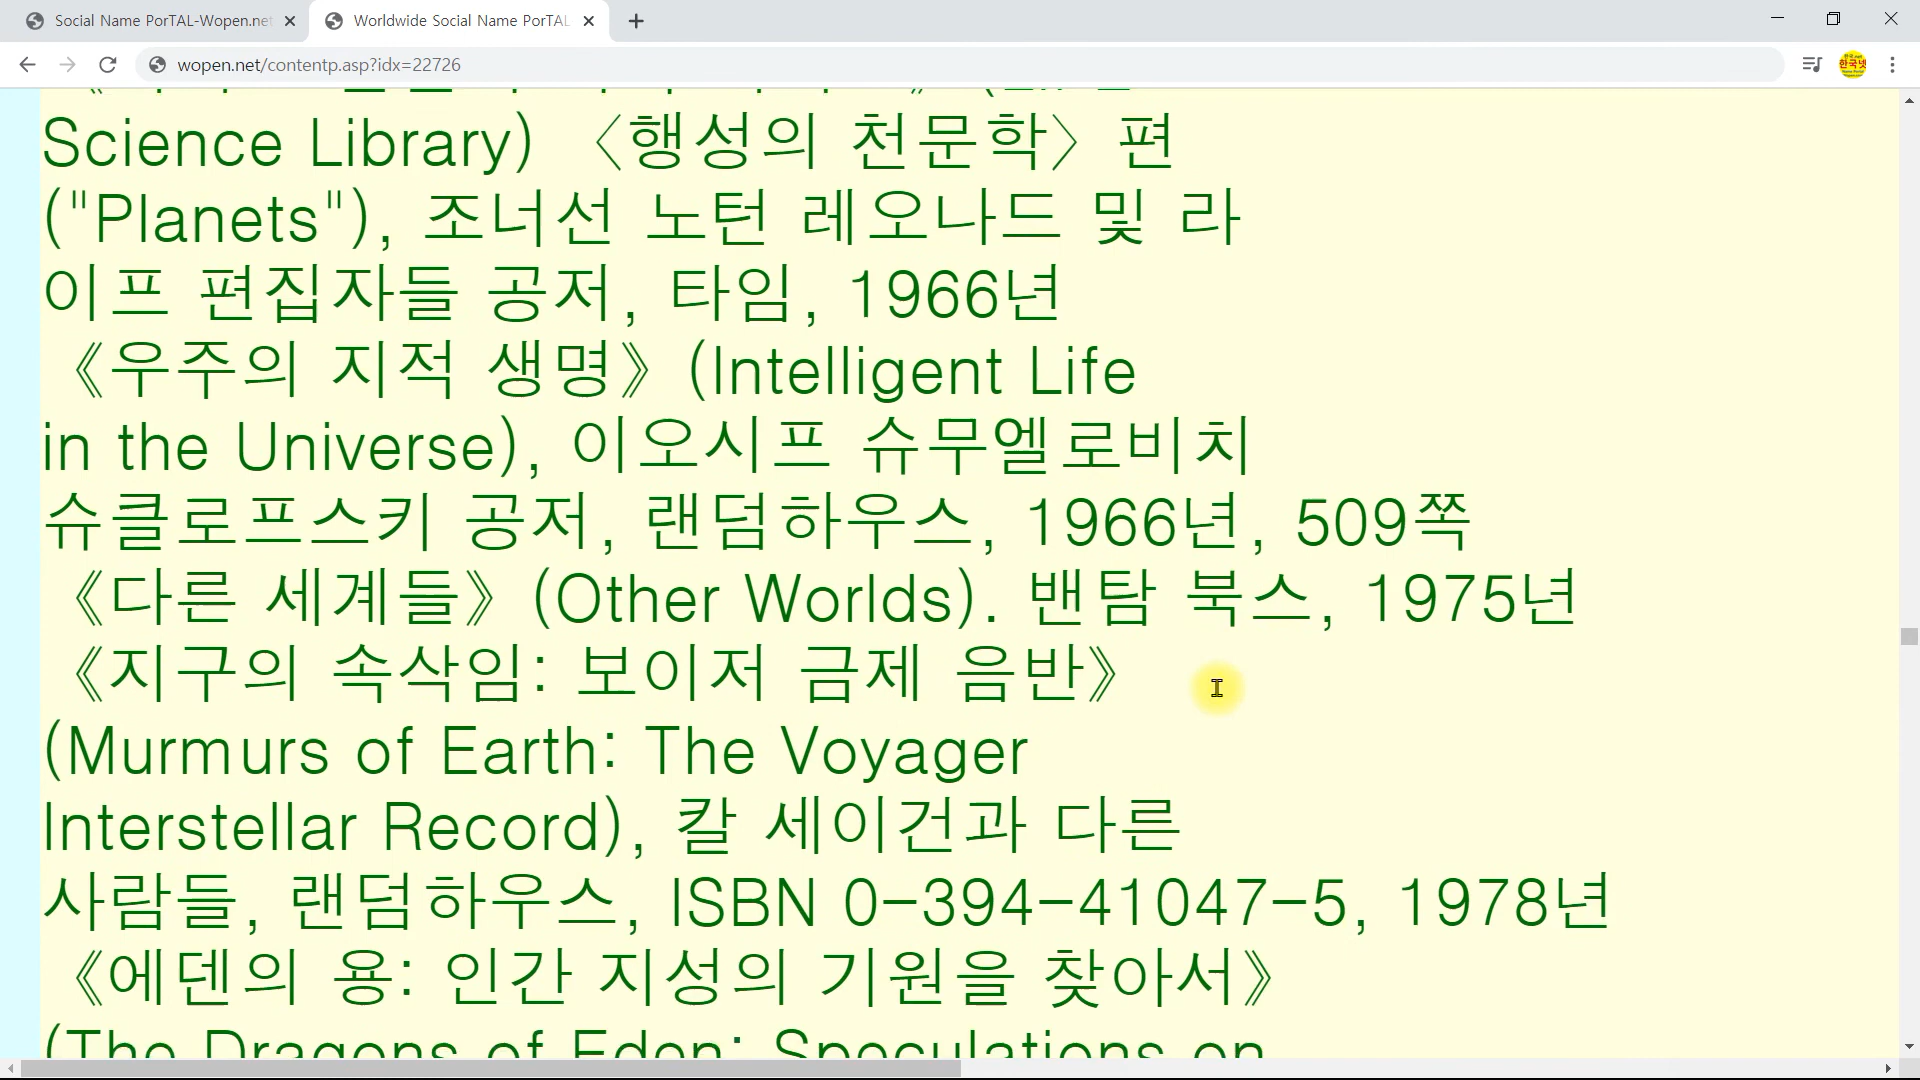 Social Name PorTAL-Wopen.net
Worldwide Social Name PorTAL
wopen.net/contentp.asp?idx=22726
한국넷
Science Library) 〈행성의 천문학〉편
("Planets"), 조너선 노턴 레오나드 및 라
이프 편집자들 공저, 타임, 1966년
《우주의 지적 생명》(Intelligent Life
in the Universe), 이오시프 슈무엘로비치
슈클로프스키 공저, 랜덤하우스, 1966년, 509쪽
《다른 세계들》(Other Worlds). 밴탐 북스, 1975년
《지구의 속삭임: 보이저 금제 음반》
(Murmurs of Earth: The Voyager
Interstellar Record), 칼 세이건과 다른
사람들, 랜덤하우스, ISBN 0-394-41047-5, 1978년
《에덴의 용: 인간 지성의 기원을 찾아서》
(The Dragons of Eden: Speculations on